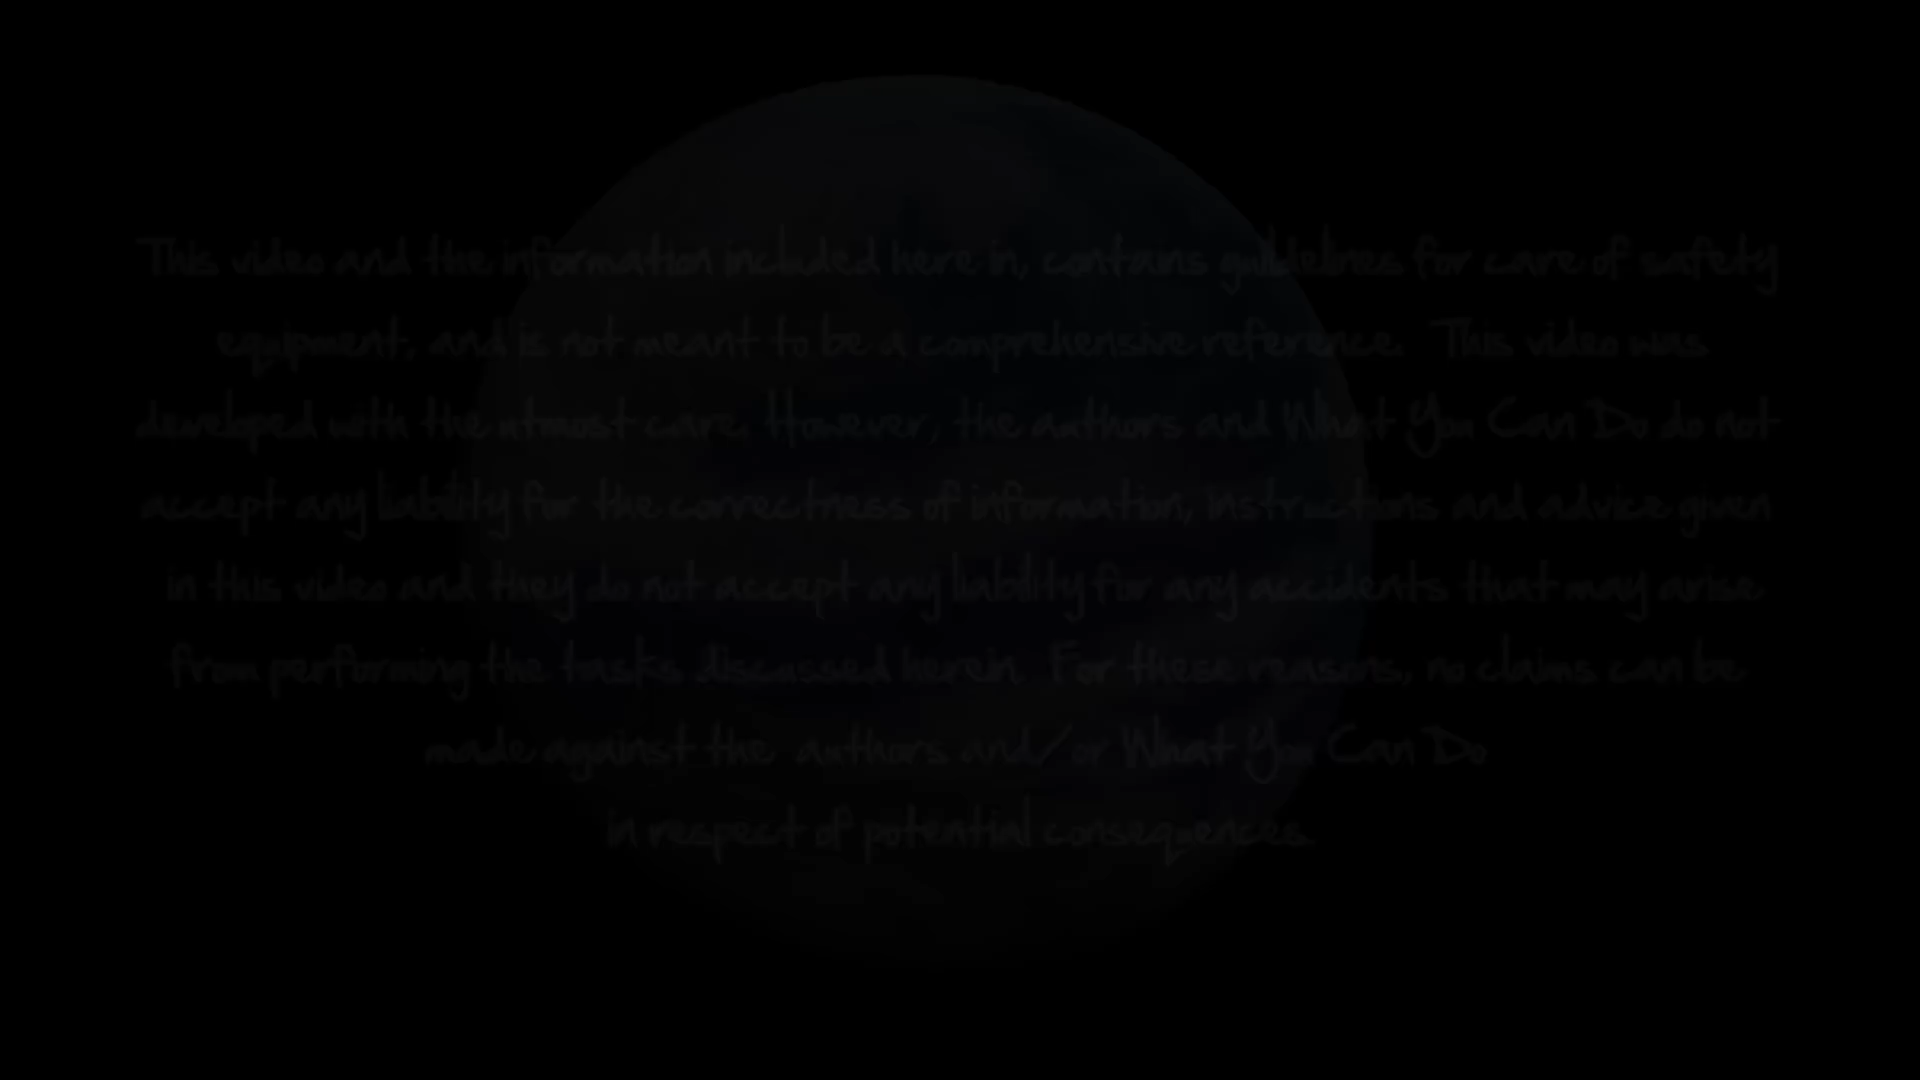 This video and the information included here in, contains guidelines for care of safety
equipment, and is not meant to be a comprehensive reference. This video was
developed with the utmost care. However, the authors and What You Can Do do not
accept any liability for the correctness of information, instructions and advice given
in this video and they do not accept any liability for any accidents that may arise
from performing the tasks discussed herein. For these reasons, no claims can be
made against the authors and/or What You Can Do
in respect of potential consequences.